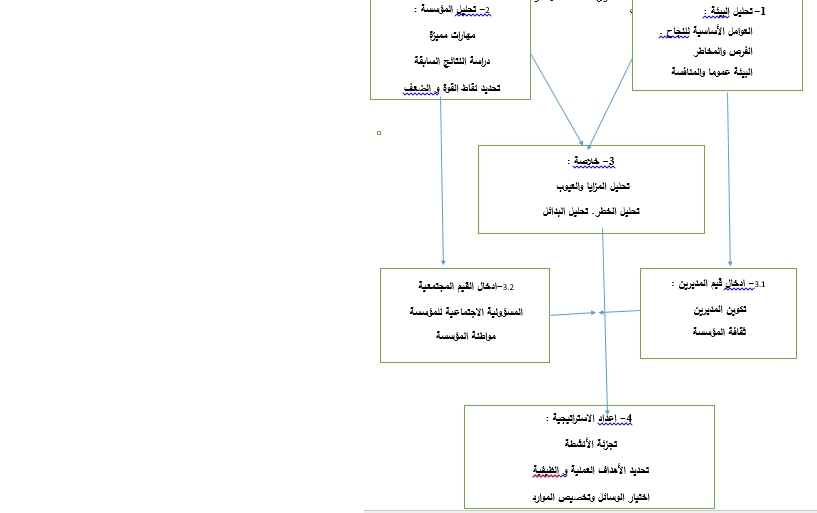 1– تحليل البيئة :
العوامل الأساسية للنجاح :
الفرص والمخاطر
البيئة عموما والمنافسة
2– تحليل المؤسسة :
مهارات مميزة
دراسة النتائج السابقة
تحديد نقاط القوة و الضعف
3– خلاصة :
تحليل المزايا والعيوب
تحليل الخطر. تحليل البدائل
3.1– ادخال قيم المديرين :
تكوين المديرين
ثقافة المؤسسة
3.2–ادخال القيم المجتمعية
المسؤولية الاجتماعية للمؤسسة
مواطنة المؤسسة
4– اعداد الاستراتيجية :
تجزئة الأنشطة
تحديد الأهداف العملية و الظيفية
اختيار الوسائل وتخصيص الموارد